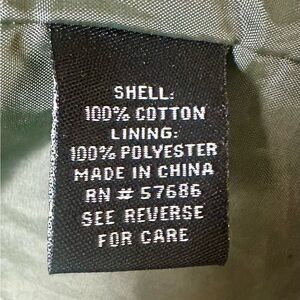 SHELL:
100% COTTON
LINING:
100% POLYESTER
MADE IN CHINA
RN # 57686
SEE REVERSE
FOR CARE